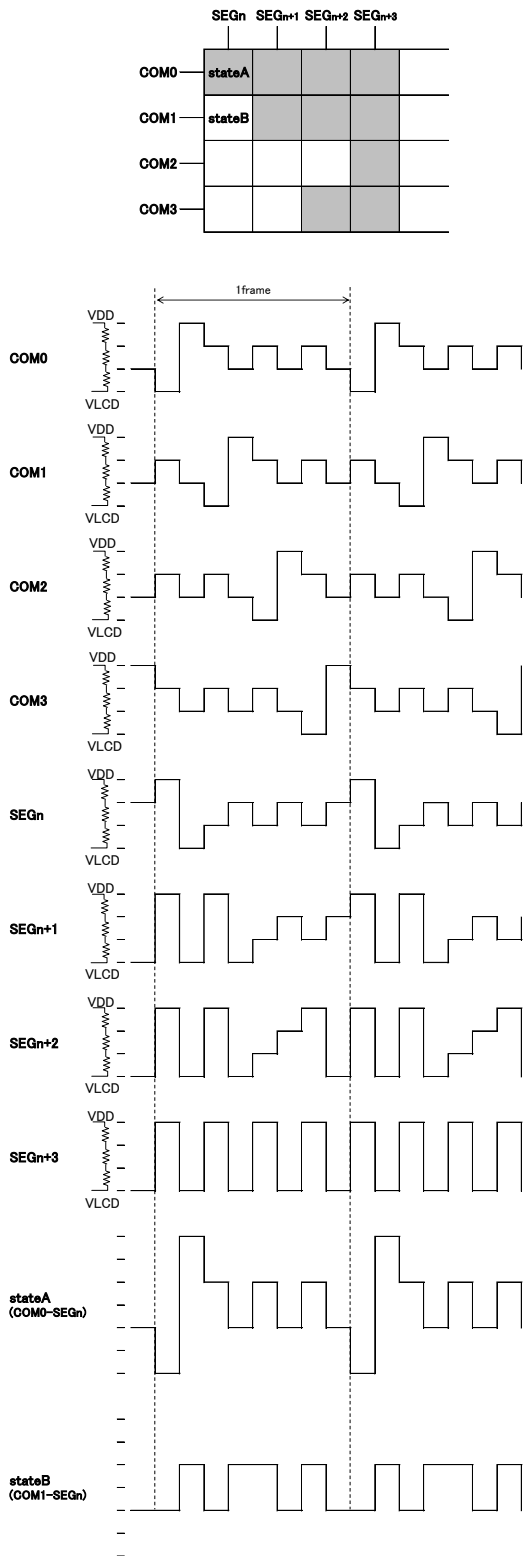 SEGn SEGn+1 SEGn+2 SEGn+3
COM0 stateA
COM1 stateB
COM2
COM3
1frame
VDD
COM0
VLCD
VDD
COM1
VLCD
VDD
COM2
VLCD
VDD
COM3
VLCD
VDD
SEGn
VLCD
VDD
SEGn+1
VLCD
VDD
SEGn+2
VLCD
VDD
SEGn+3
VLCD
stateA
(COM0-SEGn)
stateB
(COM1-SEGn)